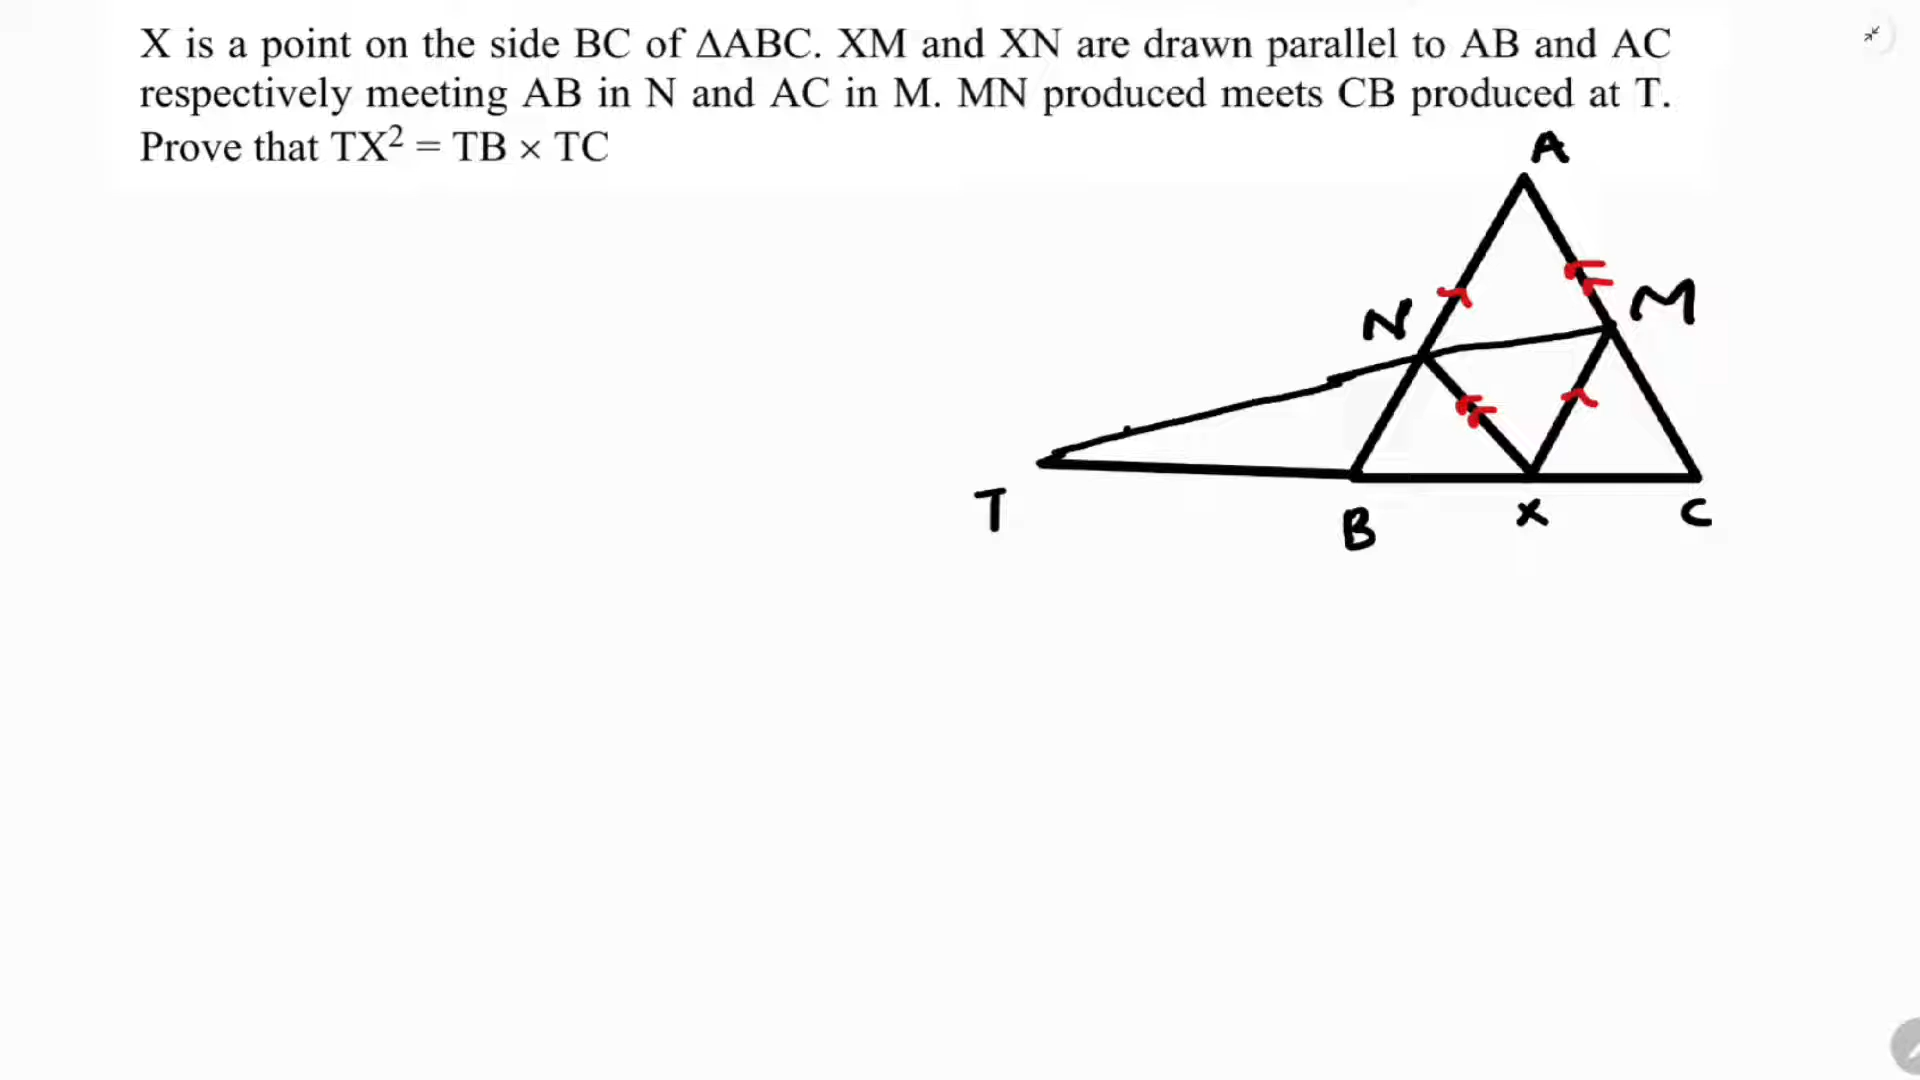 X is a point on the side BC of ΔABC. XM and XN are drawn parallel to AB and AC
respectively meeting AB in N and AC in M. MN produced meets CB produced at T.
Prove that TX² = TB × TC
A
N
M
T
B
X
C